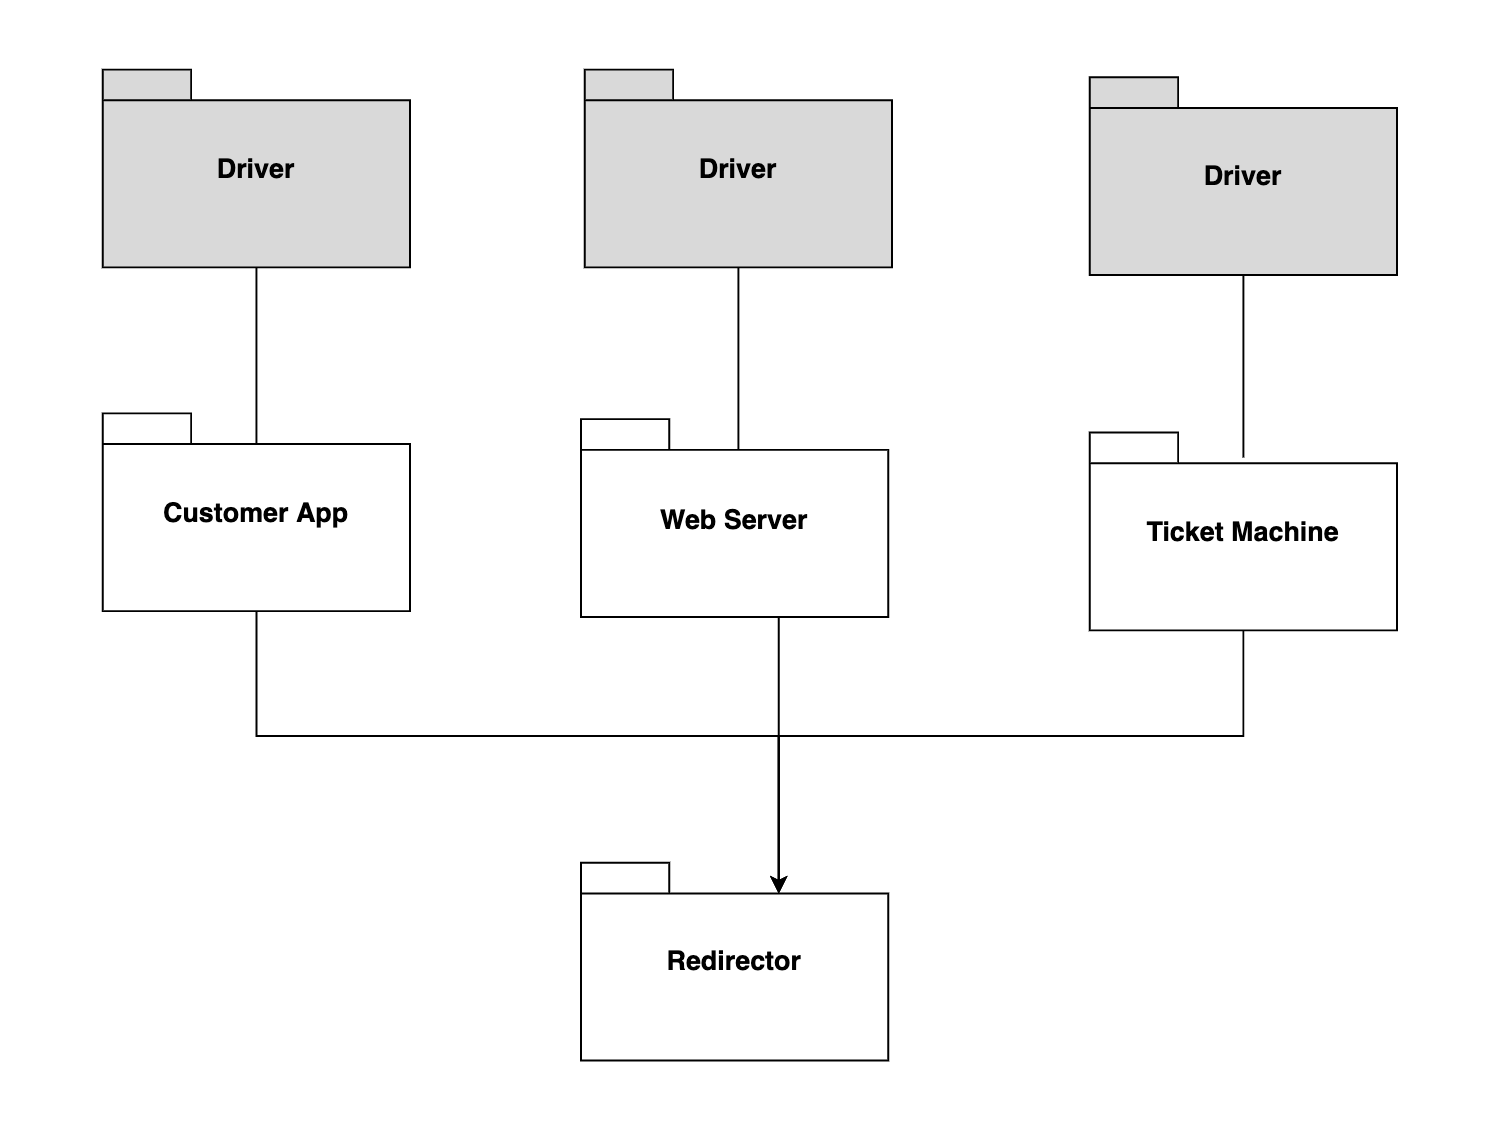 Driver
Driver
Driver
Customer App
Web Server
Ticket Machine
Redirector